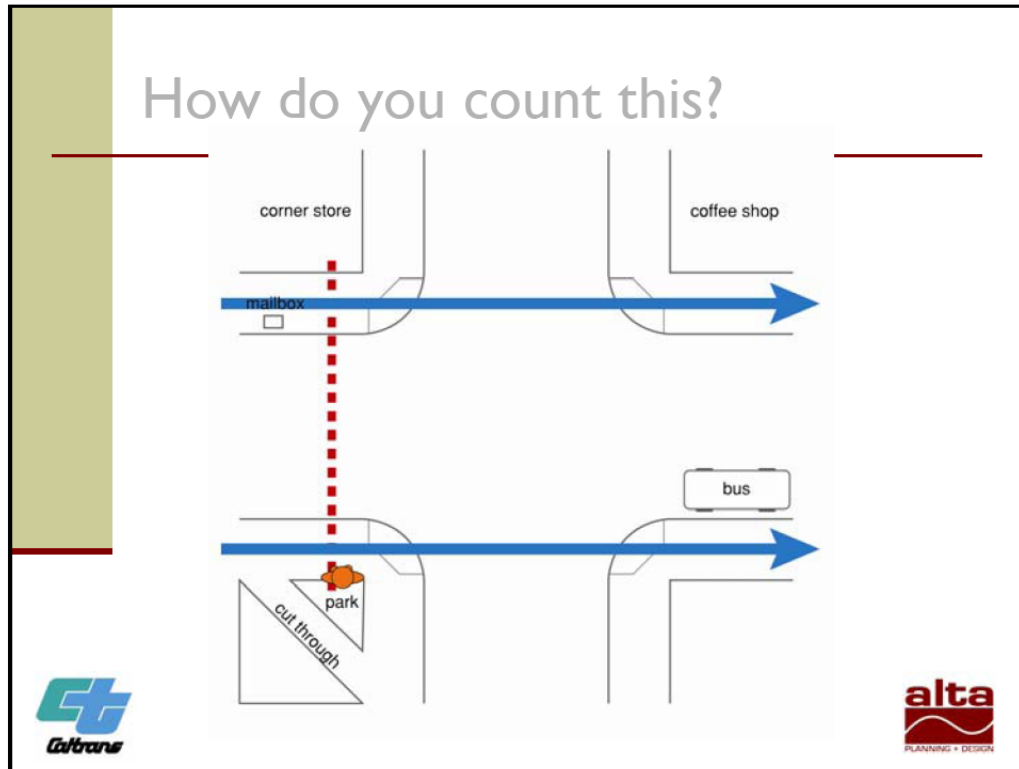 How do you count this?
corner store
coffee shop
mailbox
bus
park
cut through
Caltrans
alta
PLANNING + DESIGN